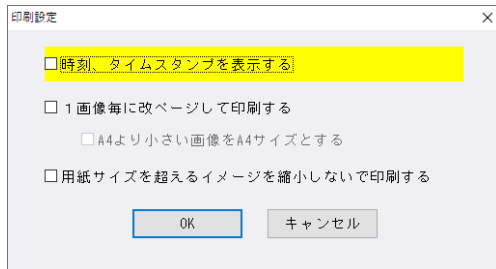 印刷設定
時刻、タイムスタンプを表示する
1画像毎に改ページして印刷する
A4より小さい画像をA4サイズとする
用紙サイズを超えるイメージを縮小しないで印刷する
OK キャンセル